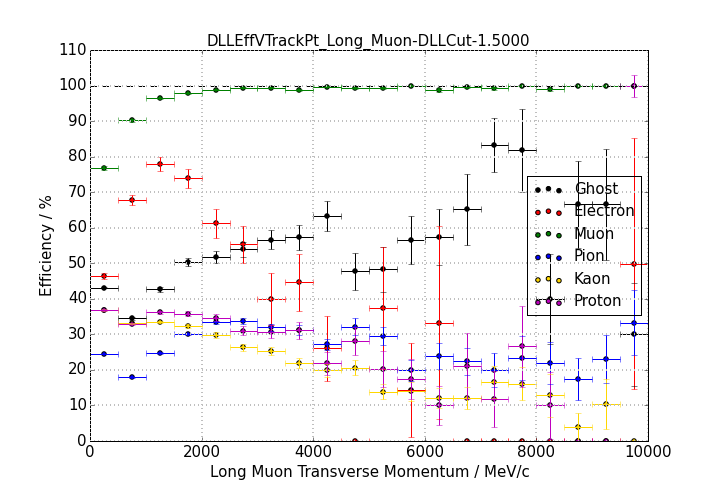 DLLEffVTrackPt_Long_Muon-DLLCut-1.5000
110
100
90
80
70
60
50
40
30
20
10
0
Efficiency / %
Ghost
Electron
Muon
Pion
Kaon
Proton
0 2000 4000 6000 8000 10000
Long Muon Transverse Momentum / MeV/c